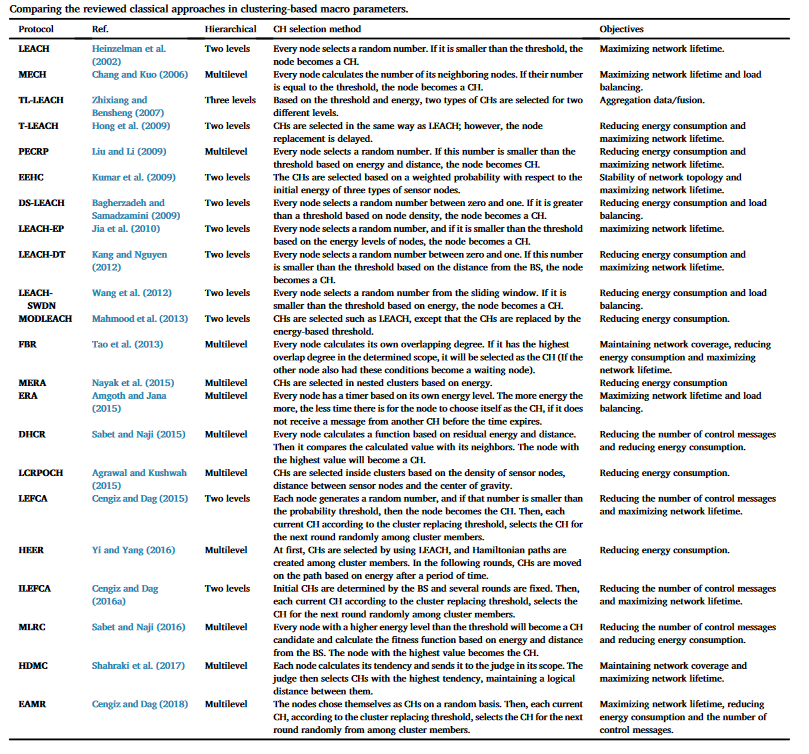 Comparing the reviewed classical approaches in clustering-based macro parameters.
Protocol Ref. Hierarchical CH selection method Objectives
LEACH Heinzelman et al. Two levels Every node selects a random number. If it is smaller than the threshold, the Maximizing network lifetime.
(2002) node becomes a CH.
MECH Chang and Kuo (2006) Multilevel Every node calculates the number of its neighboring nodes. If their number Maximizing network lifetime and load
is equal to the threshold, the node becomes a CH. balancing.
TL-LEACH Zhixiang and Three levels Based on the threshold and energy, two types of CHs are selected for two Aggregation data/fusion.
Bensheng (2007) different levels.
T-LEACH Hong et al. (2009) Two levels CHs are selected in the same way as LEACH; however, the node Reducing energy consumption and
replacement is delayed. maximizing network lifetime.
PECRP Liu and Li (2009) Multilevel Every node selects a random number. If this number is smaller than the Reducing energy consumption and
threshold based on energy and distance, the node becomes CH. maximizing network lifetime.
EEHC Kumar et al. (2009) Two levels The CHs are selected based on a weighted probability with respect to the Stability of network topology and
initial energy of three types of sensor nodes. maximizing network lifetime.
DS-LEACH Bagherzadeh and Two levels Every node selects a random number between zero and one. If it is greater Reducing energy consumption and load
Samadzamini (2009) than a threshold based on node density, the node becomes a CH. balancing.
LEACH-EP Jia et al. (2010) Two levels Every node selects a random number, and if it is smaller than the threshold maximizing network lifetime.
based on the energy levels of nodes, the node becomes a CH.
LEACH-DT Kang and Nguyen Two levels Every node selects a random number between zero and one. If this Reducing energy consumption and
(2012) number is smaller than the threshold based on the distance from the BS, the node maximizing network lifetime.
becomes a CH.
LEACH- Wang et al. (2012) Two levels Every node selects a random number from the sliding window. If it is Reducing energy consumption and load
SWDN smaller than the threshold based on energy, the node becomes a CH. balancing.
MODLEACH Mahmood et al. (2013) Two levels CHs are selected such as LEACH, except that the CHs are replaced by the Reducing energy consumption.
energy-based threshold.
FBR Tao et al. (2013) Multilevel Every node calculates its own overlapping degree. If it has the highest Maintaining network coverage, reducing
overlap degree in the determined scope, it will be selected as the CH (If the energy consumption and maximizing
other node also had these conditions become a waiting node). network lifetime.
MERA Nayak et al. (2015) Multilevel CHs are selected in nested clusters based on energy. Reducing energy consumption
ERA Amgoth and Jana Multilevel Every node has a timer based on its own energy level. The more energy the Maximizing network lifetime and load
(2015) more, the less time there is for the node to choose itself as the CH, if it does balancing.
not receive a message from another CH before the time expires.
DHCR Sabet and Naji (2015) Multilevel Every node calculates a function based on residual energy and distance. Reducing the number of control messages
Then it compares the calculated value with its neighbors. The node with and reducing energy consumption.
the highest value will become a CH.
LCRPOCH Agrawal and Kushwah Multilevel CHs are selected inside clusters based on the density of sensor nodes, Reducing energy consumption.
(2015) distance between sensor nodes and the center of gravity.
LEFCA Cengiz and Dag (2015) Two levels Each node generates a random number, and if that number is smaller than Reducing the number of control messages
the probability threshold, then the node becomes the CH. Then, each and maximizing network lifetime.
current CH according to the cluster replacing threshold, selects the CH for
the next round randomly among cluster members.
HEER Yi and Yang (2016) Multilevel At first, CHs are selected by using LEACH, and Hamiltonian paths are Reducing energy consumption.
created among cluster members. In the following rounds, CHs are moved
on the path based on energy after a period of time.
ILEFCA Cengiz and Dag Two levels Initial CHs are determined by the BS and several rounds are fixed. Then, Reducing the number of control messages
(2016a) each current CH according to the cluster replacing threshold, selects the and maximizing network lifetime.
CH for the next round randomly among cluster members.
MLRC Sabet and Naji (2016) Multilevel Every node with a higher energy level than the threshold will become a CH Reducing the number of control messages
candidate and calculate the fitness function based on energy and distance and reducing energy consumption.
from the BS. The node with the highest value becomes the CH.
HDMC Shahraki et al. (2017) Multilevel Each node calculates its tendency and sends it to the judge in its scope. The Maintaining network coverage and
judge then selects CHs with the highest tendency, maintaining a logical maximizing network lifetime.
distance between them.
EAMR Cengiz and Dag (2018) Multilevel The nodes chose themselves as CHs on a random basis. Then, each current Maximizing network lifetime, reducing
CH, according to the cluster replacing threshold, selects the CH for the next energy consumption and the number of
round randomly from among cluster members. control messages.